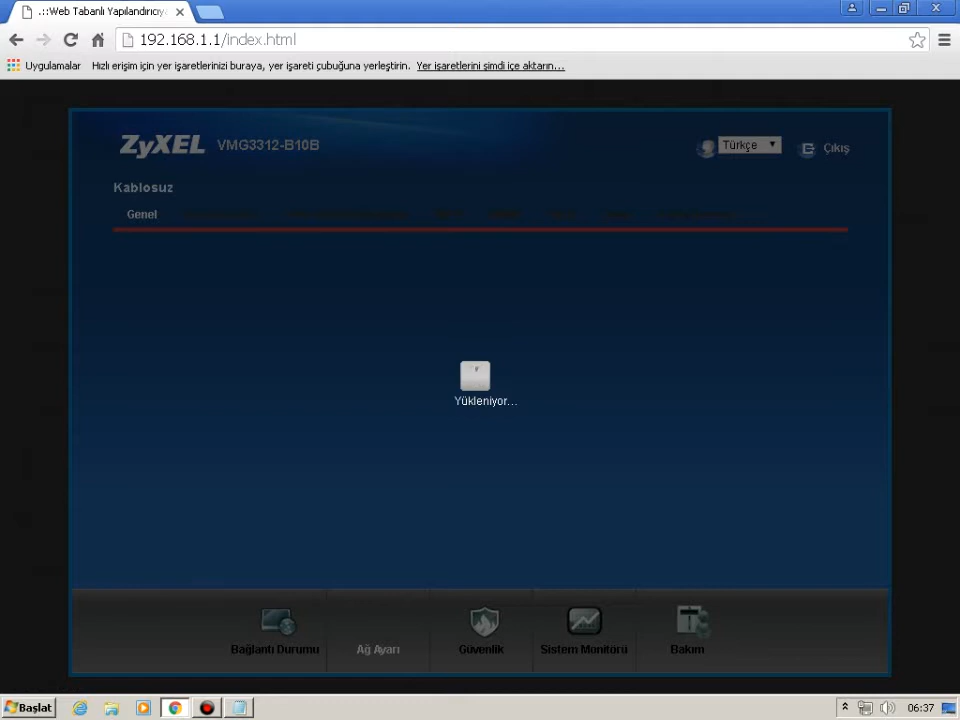 .::Web Tabanlı Yapılandırıcıy
192.168.1.1/index.html
Uygulamalar Hızlı erişim için yer işaretlerinizi buraya, yer işareti çubuğuna yerleştirin. Yer işaretlerini şimdi içe aktarın...
ZyXEL VMG3312-B10B
Türkçe
Çıkış
Kablosuz
Genel
Yükleniyor...
Bağlantı Durumu
Ağ Ayarı
Güvenlik
Sistem Monitörü
Bakım
Başlat
06:37